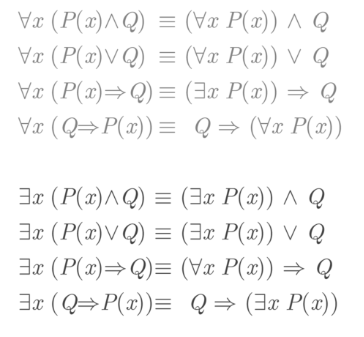 ∀x (P(x)∧Q) ≡ (∀x P(x)) ∧ Q
∀x (P(x)∨Q) ≡ (∀x P(x)) ∨ Q
∀x (P(x)⇒Q) ≡ (∃x P(x)) ⇒ Q
∀x (Q⇒P(x)) ≡ Q ⇒ (∀x P(x))
∃x (P(x)∧Q) ≡ (∃x P(x)) ∧ Q
∃x (P(x)∨Q) ≡ (∃x P(x)) ∨ Q
∃x (P(x)⇒Q) ≡ (∀x P(x)) ⇒ Q
∃x (Q⇒P(x)) ≡ Q ⇒ (∃x P(x))